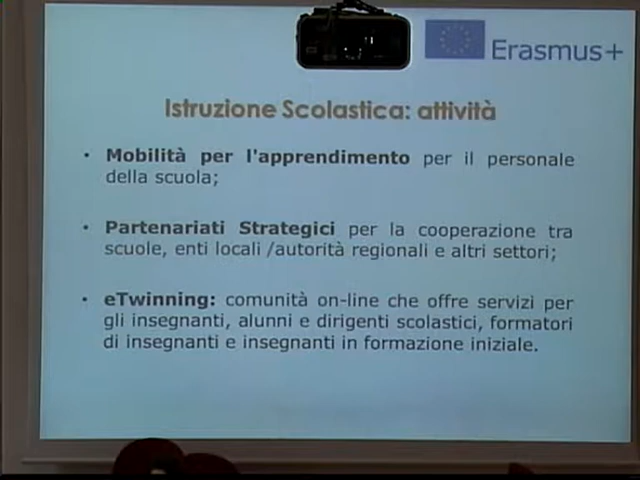 Erasmus+
Istruzione Scolastica: attività
• Mobilità per l'apprendimento per il personale
della scuola;
• Partenariati Strategici per la cooperazione tra
scuole, enti locali /autorità regionali e altri settori;
• eTwinning: comunità on-line che offre servizi per
gli insegnanti, alunni e dirigenti scolastici, formatori
di insegnanti e insegnanti in formazione iniziale.